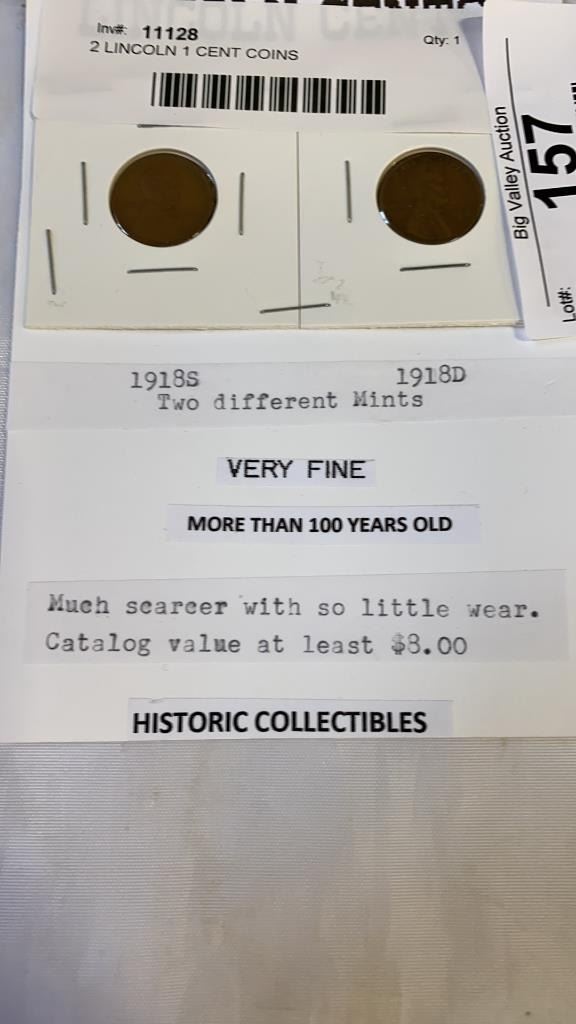 LINCOLN CENT
Inv#: 11128
Qty: 1
2 LINCOLN 1 CENT COINS
Big Valley Auction
Lot#: 157
1918S 1918D
Two different Mints
VERY FINE
MORE THAN 100 YEARS OLD
Much scarcer with so little wear.
Catalog value at least $8.00
HISTORIC COLLECTIBLES